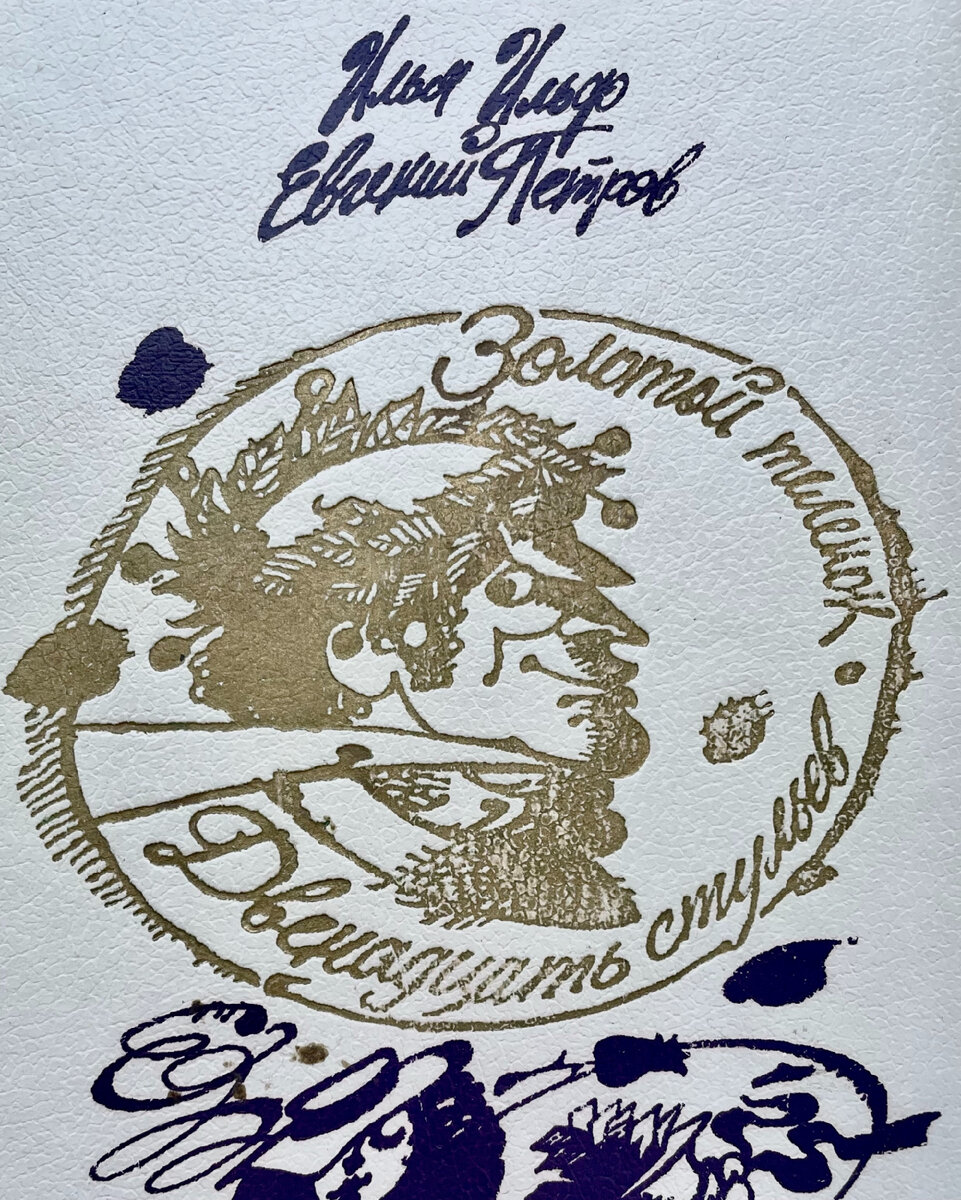 Илья Ильф
Евгений Петров
Золотой теленок
Двенадцать стульев